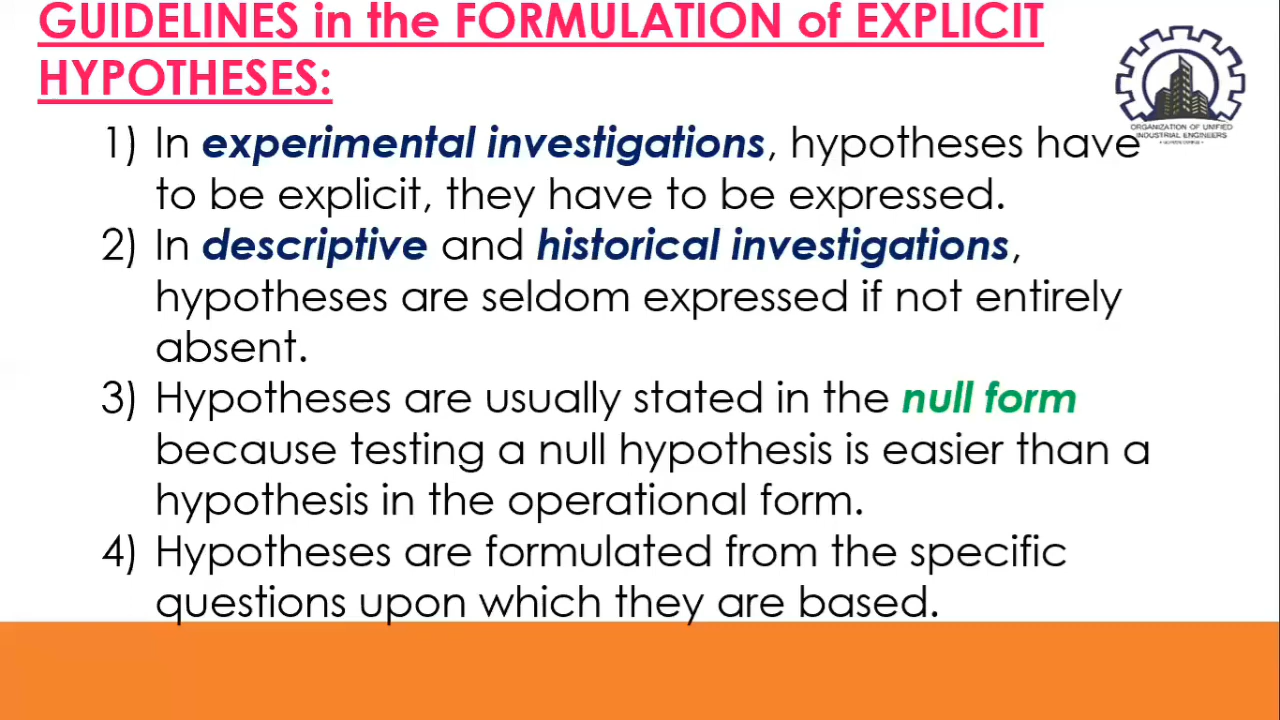 GUIDELINES in the FORMULATION of EXPLICIT
HYPOTHESES:
1) In experimental investigations, hypotheses have
to be explicit, they have to be expressed.
2) In descriptive and historical investigations,
hypotheses are seldom expressed if not entirely
absent.
3) Hypotheses are usually stated in the null form
because testing a null hypothesis is easier than a
hypothesis in the operational form.
4) Hypotheses are formulated from the specific
questions upon which they are based.
ORGANIZATION OF UNIFIED
INDUSTRIAL ENGINEERS